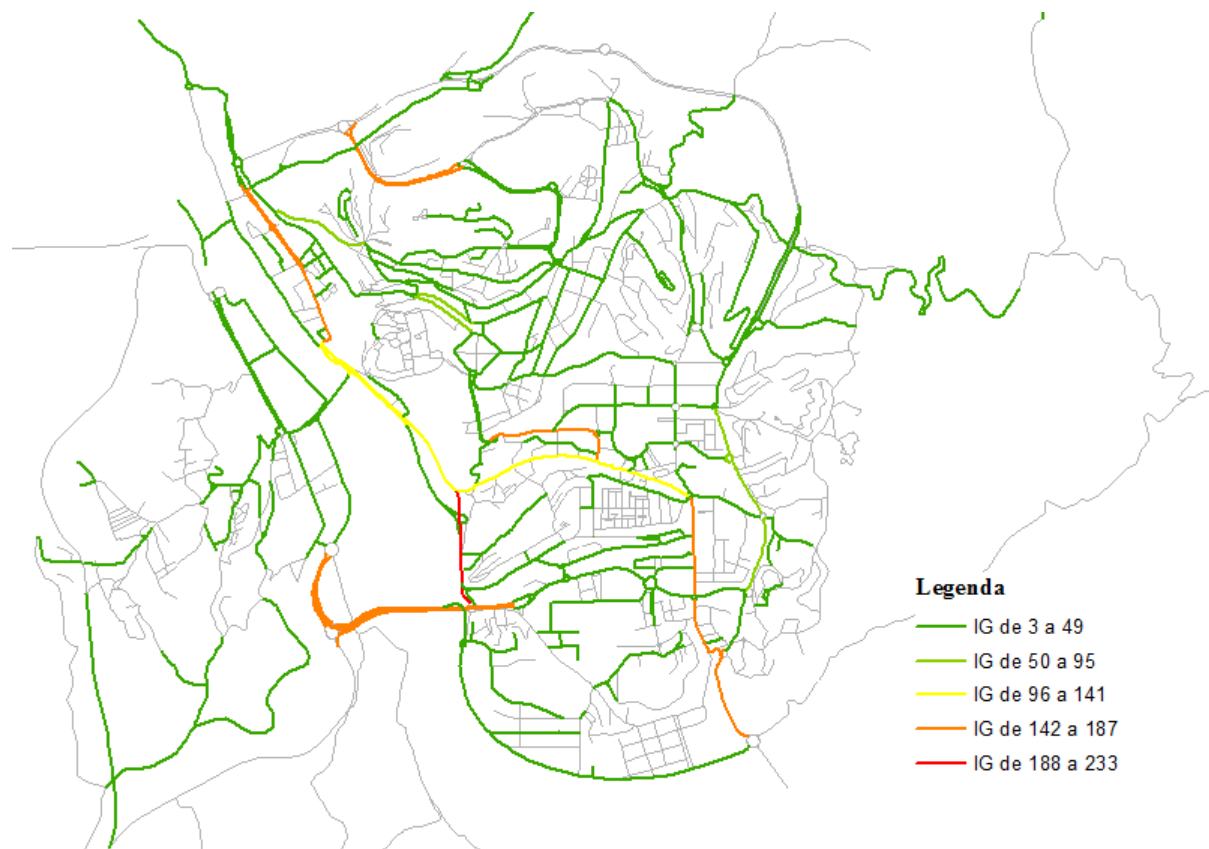 Legenda
IG de 3 a 49
IG de 50 a 95
IG de 96 a 141
IG de 142 a 187
IG de 188 a 233